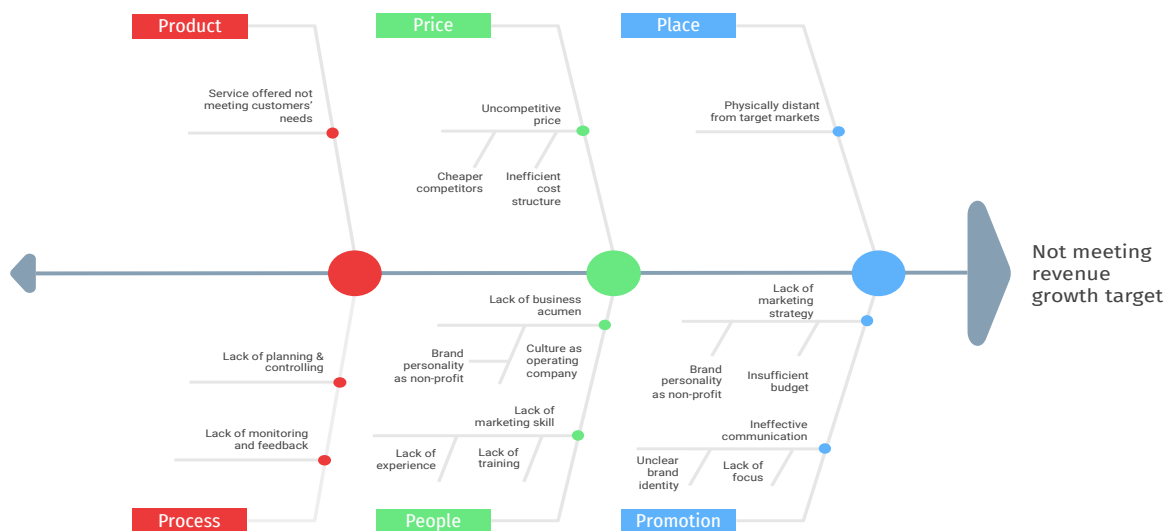 Product
Price
Place
Service offered not
meeting customers'
needs
Uncompetitive
price
Cheaper
competitors
Inefficient
cost
structure
Physically distant
from target markets
Not meeting
revenue
growth target
Lack of planning &
controlling
Lack of monitoring
and feedback
Lack of business
acumen
Brand
personality
as non-profit
Culture as
operating
company
Lack of
marketing skill
Lack of
experience
Lack of
training
Lack of
marketing
strategy
Brand
personality
as non-profit
Insufficient
budget
Ineffective
communication
Unclear
brand
identity
Lack of
focus
Process
People
Promotion